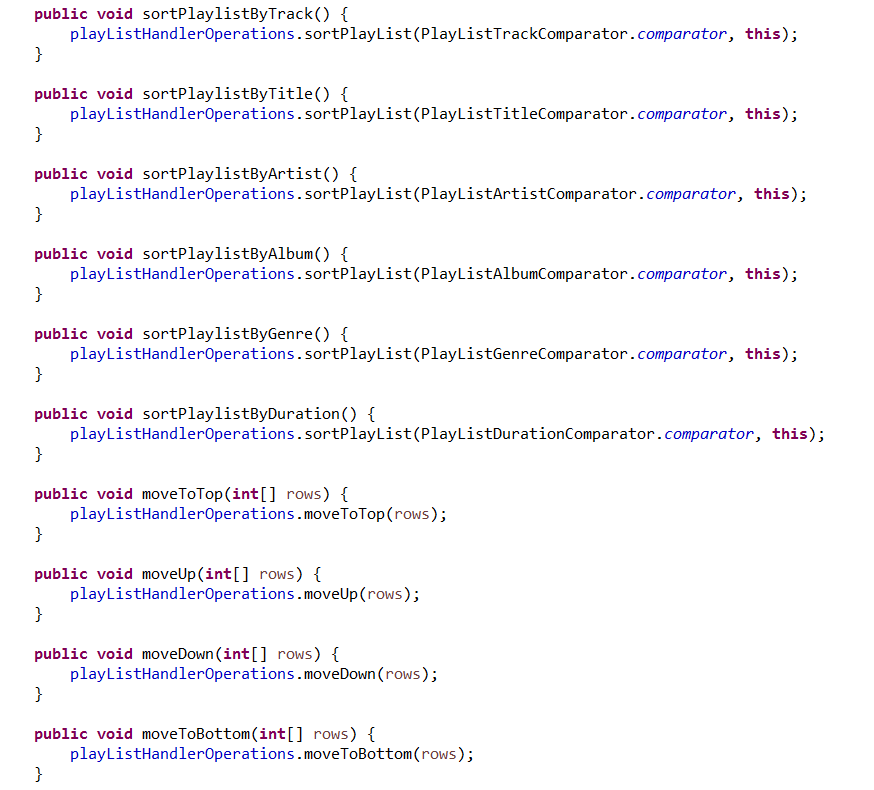 public void sortPlaylistByTrack() {
    playListHandlerOperations.sortPlayList(PlayListTrackComparator.comparator, this);
}

public void sortPlaylistByTitle() {
    playListHandlerOperations.sortPlayList(PlayListTitleComparator.comparator, this);
}

public void sortPlaylistByArtist() {
    playListHandlerOperations.sortPlayList(PlayListArtistComparator.comparator, this);
}

public void sortPlaylistByAlbum() {
    playListHandlerOperations.sortPlayList(PlayListAlbumComparator.comparator, this);
}

public void sortPlaylistByGenre() {
    playListHandlerOperations.sortPlayList(PlayListGenreComparator.comparator, this);
}

public void sortPlaylistByDuration() {
    playListHandlerOperations.sortPlayList(PlayListDurationComparator.comparator, this);
}

public void moveToTop(int[] rows) {
    playListHandlerOperations.moveToTop(rows);
}

public void moveUp(int[] rows) {
    playListHandlerOperations.moveUp(rows);
}

public void moveDown(int[] rows) {
    playListHandlerOperations.moveDown(rows);
}

public void moveToBottom(int[] rows) {
    playListHandlerOperations.moveToBottom(rows);
}